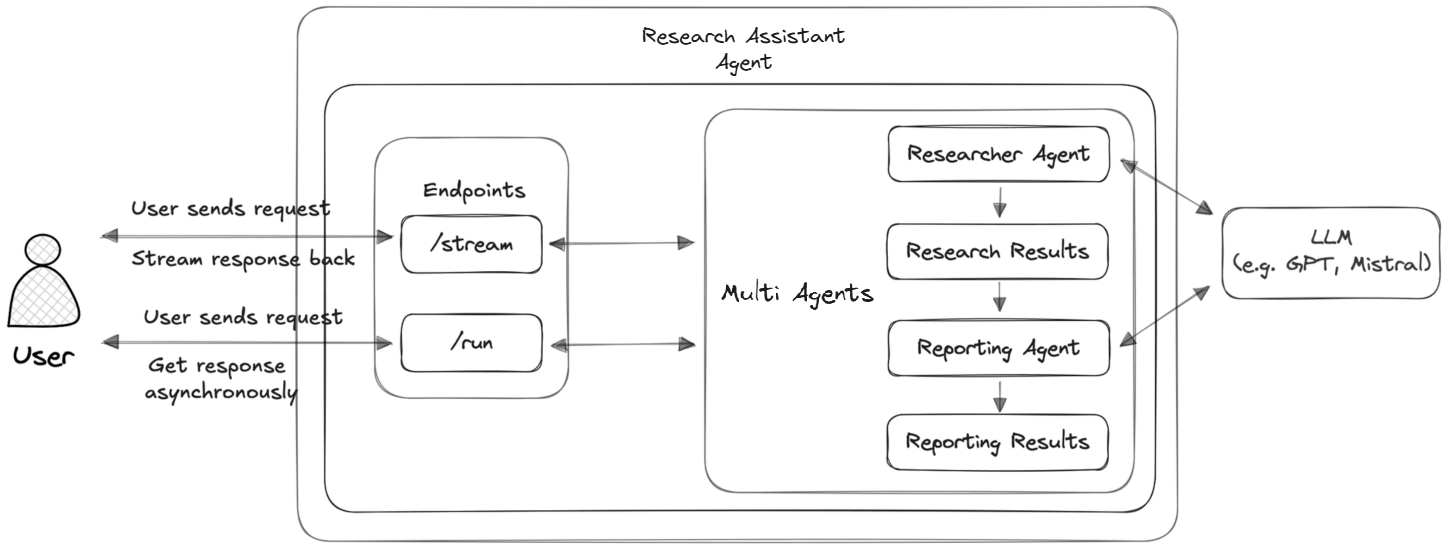 Research Assistant
Agent
User sends request
Stream response back
User sends request
Get response
asynchronously
User
Endpoints
/stream
/run
Multi Agents
Researcher Agent
Research Results
Reporting Agent
Reporting Results
LLM
(e.g. GPT, Mistral)